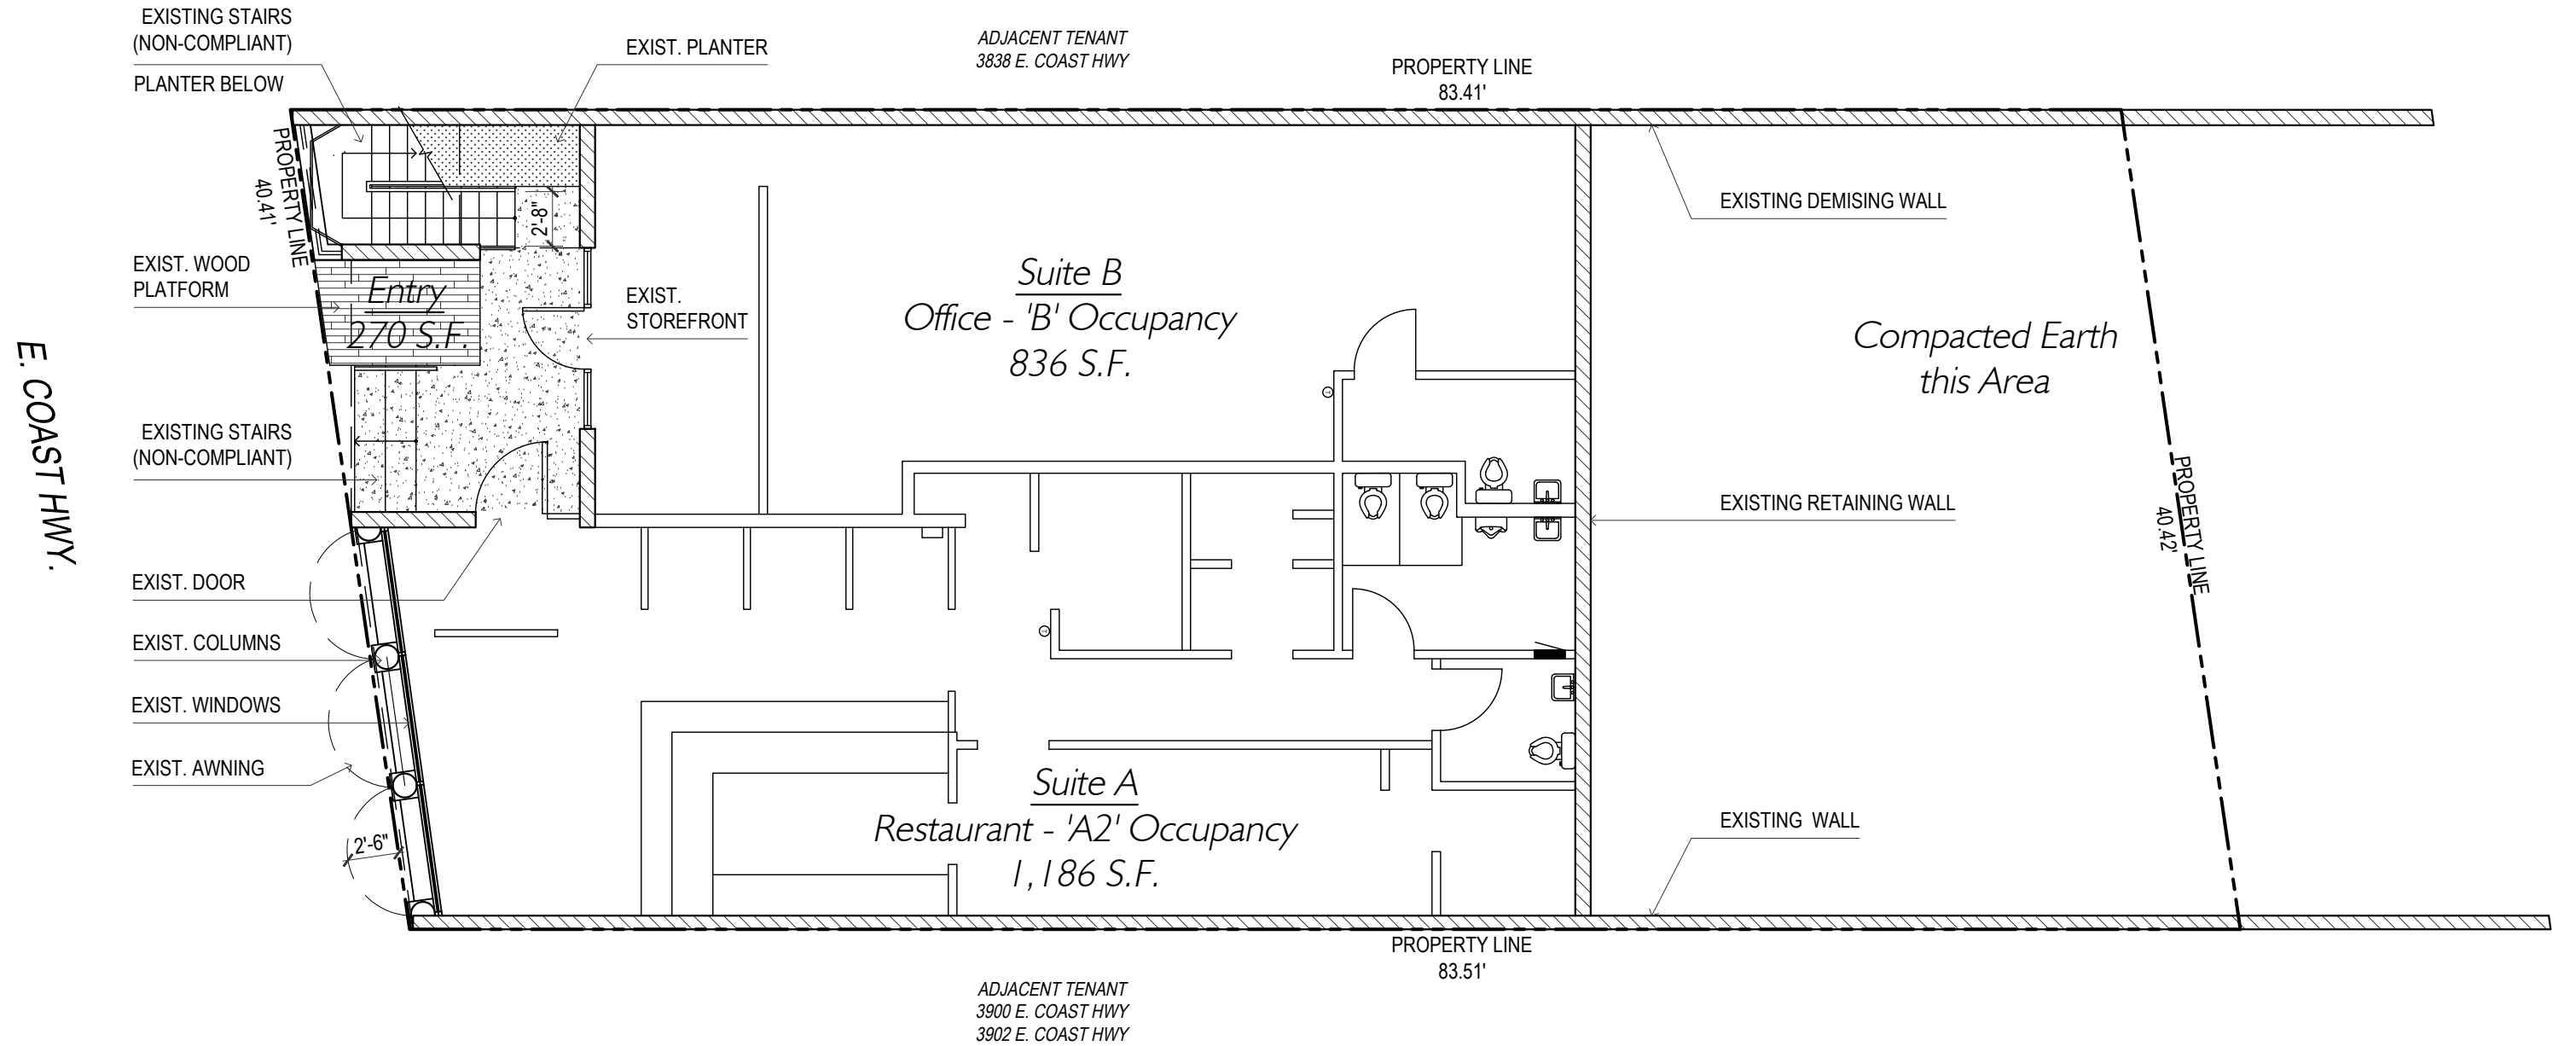 EXISTING STAIRS
(NON-COMPLIANT)
PLANTER BELOW
EXIST. PLANTER
ADJACENT TENANT
3838 E. COAST HWY
PROPERTY LINE
83.41'
PROPERTY LINE
40.41'
2'-8"
EXISTING DEMISING WALL
EXIST. WOOD
PLATFORM
Entry
270 S.F.
EXIST.
STOREFRONT
Suite B
Office - 'B' Occupancy
836 S.F.
Compacted Earth
this Area
E. COAST HWY.
EXISTING STAIRS
(NON-COMPLIANT)
EXISTING RETAINING WALL
PROPERTY LINE
40.42'
EXIST. DOOR
EXIST. COLUMNS
EXIST. WINDOWS
EXIST. AWNING
2'-6"
Suite A
Restaurant - 'A2' Occupancy
1,186 S.F.
EXISTING WALL
PROPERTY LINE
83.51'
ADJACENT TENANT
3900 E. COAST HWY
3902 E. COAST HWY